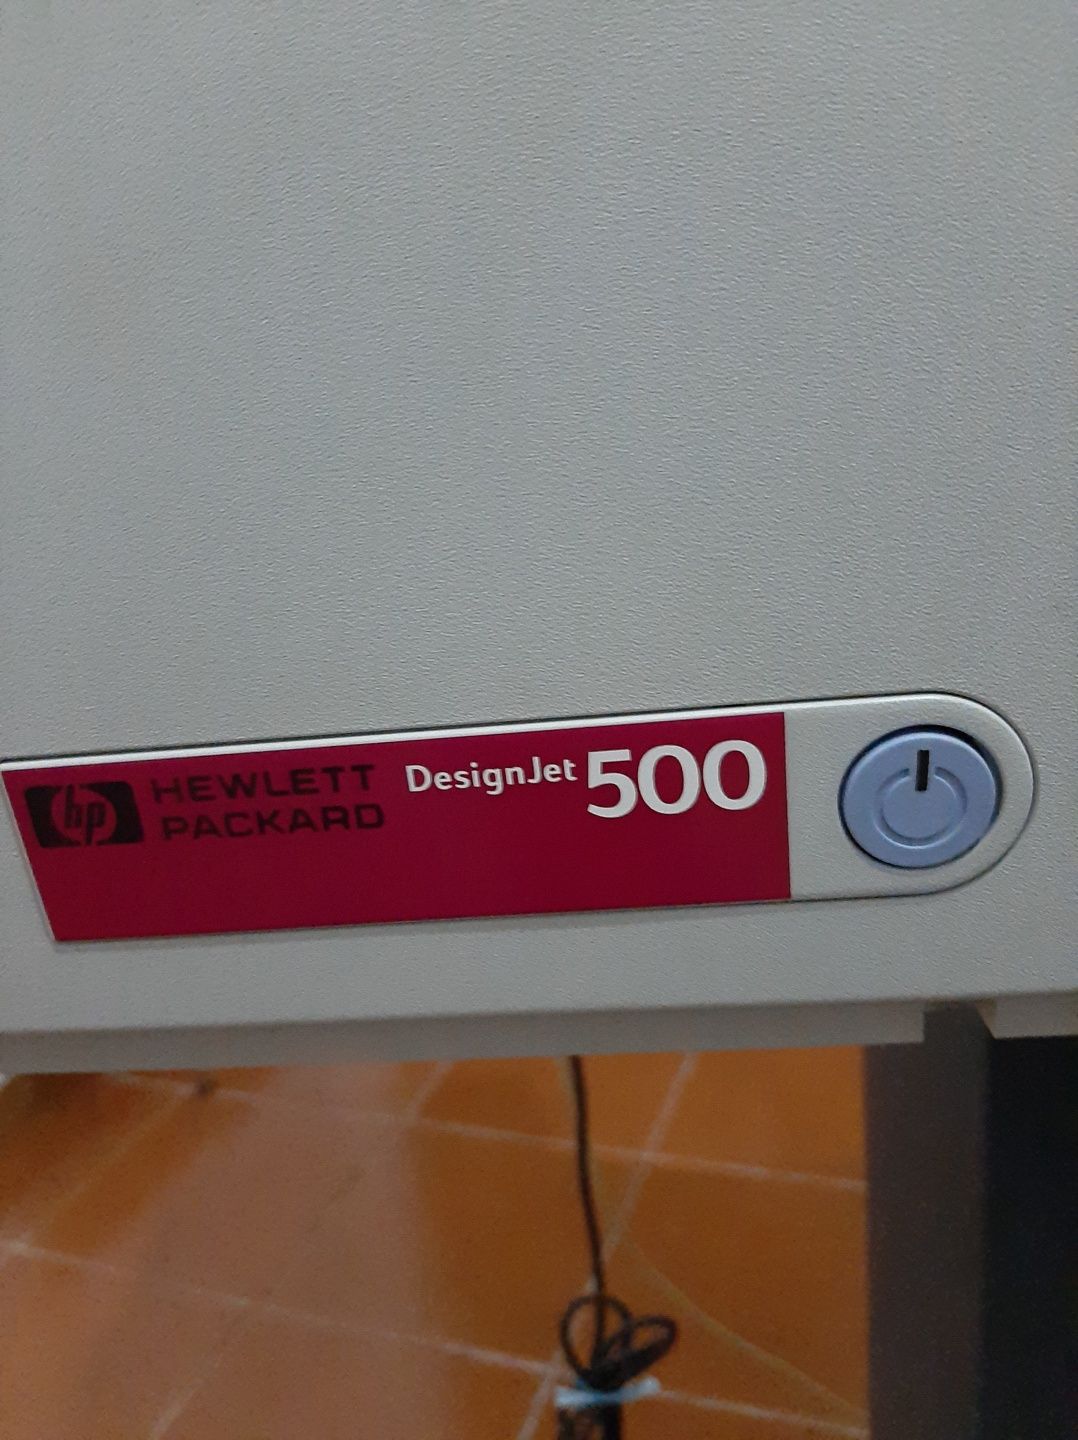 hp HEWLETT
PACKARD
DesignJet 500